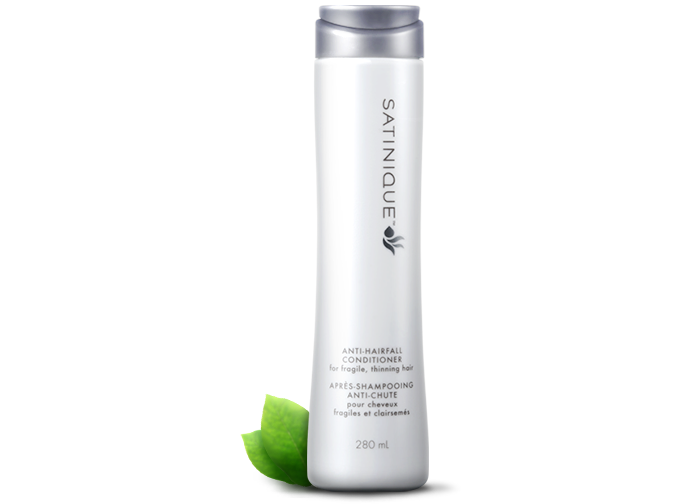 SATINIQUE™
ANTI-HAIRFALL
CONDITIONER
for fragile, thinning hair
APRÈS-SHAMPOOING
ANTI-CHUTE
pour cheveux
fragiles et clairsemés
280 mL